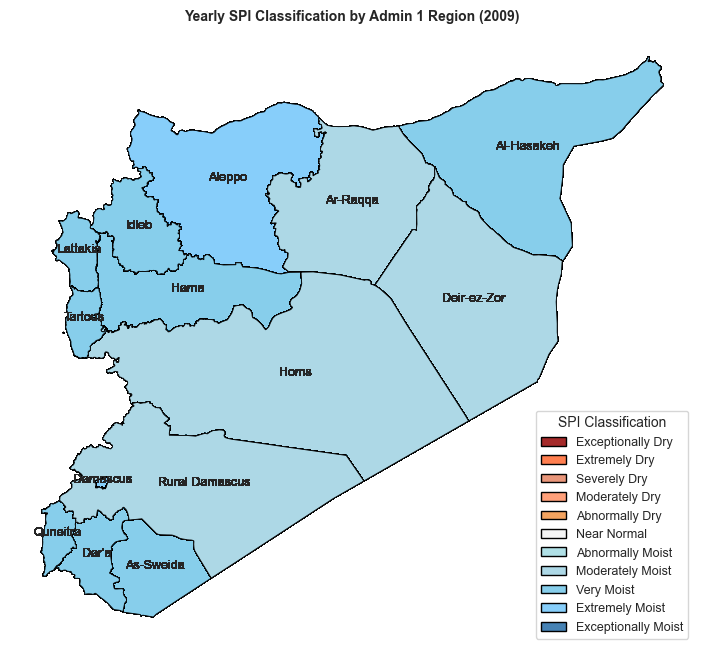 Yearly SPI Classification by Admin 1 Region (2009)
Al-Hasakeh
Aleppo
Ar-Raqqa
Idleb
Lattakia
Hama
Deir-ez-Zor
Tartous
Homs
Damascus
Rural Damascus
Quneitra
Dar'a
As-Sweida
SPI Classification
Exceptionally Dry
Extremely Dry
Severely Dry
Moderately Dry
Abnormally Dry
Near Normal
Abnormally Moist
Moderately Moist
Very Moist
Extremely Moist
Exceptionally Moist